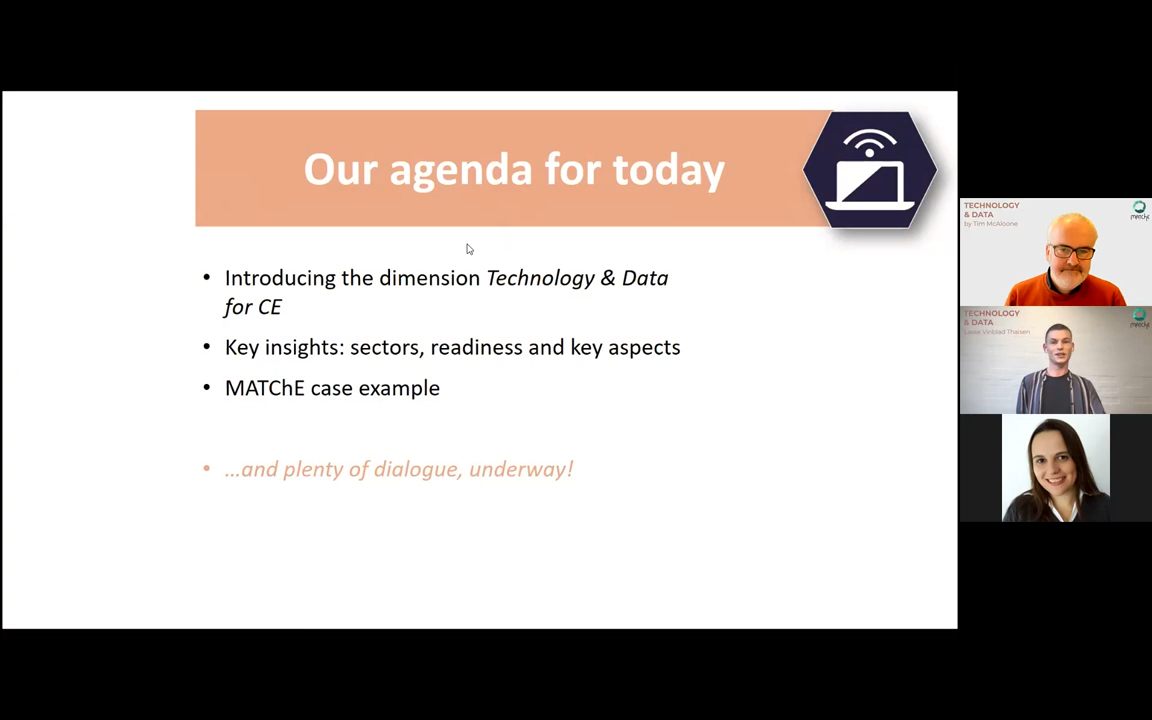 Our agenda for today
• Introducing the dimension Technology & Data
for CE
• Key insights: sectors, readiness and key aspects
• MATChE case example
• ...and plenty of dialogue, underway!
TECHNOLOGY
& DATA
by Tim McAloone
TECHNOLOGY
& DATA